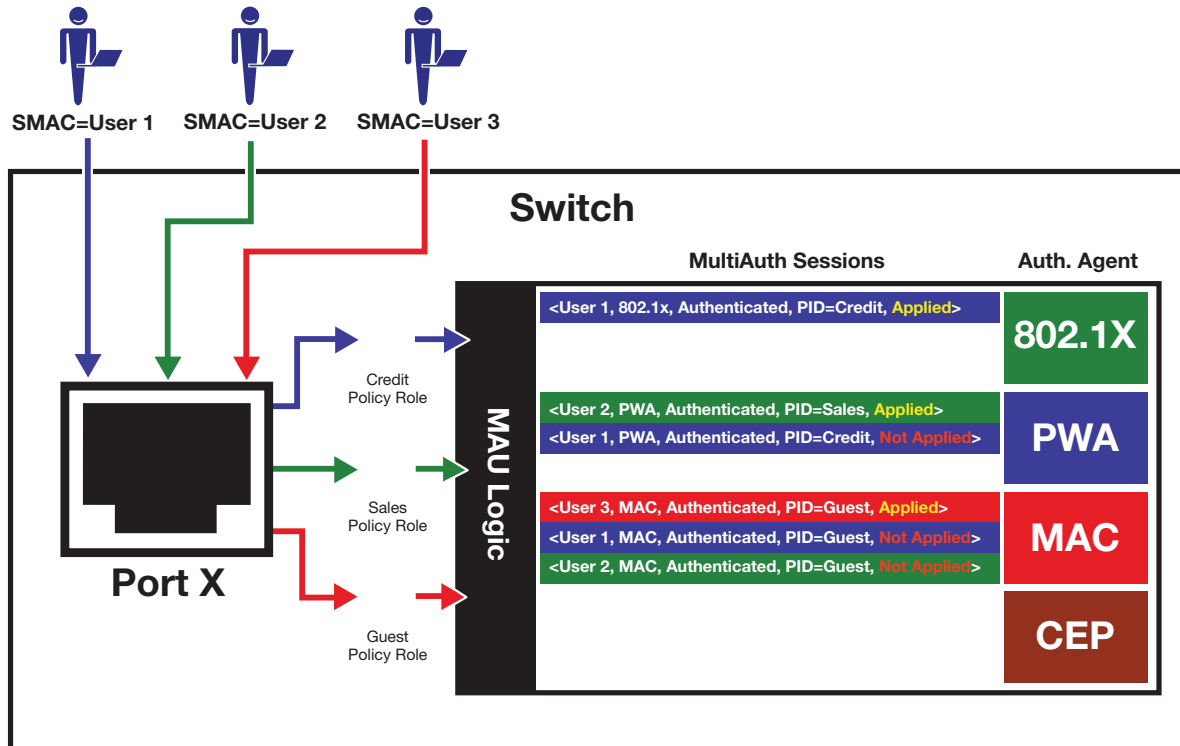 SMAC=User 1
SMAC=User 2
SMAC=User 3
Switch
MultiAuth Sessions
Auth. Agent
<User 1, 802.1x, Authenticated, PID=Credit, Applied>
802.1X
Credit
Policy Role
<User 2, PWA, Authenticated, PID=Sales, Applied>
<User 1, PWA, Authenticated, PID=Credit, Not Applied>
PWA
MAU Logic
Sales
Policy Role
<User 3, MAC, Authenticated, PID=Guest, Applied>
<User 1, MAC, Authenticated, PID=Guest, Not Applied>
<User 2, MAC, Authenticated, PID=Guest, Not Applied>
MAC
Port X
Guest
Policy Role
CEP